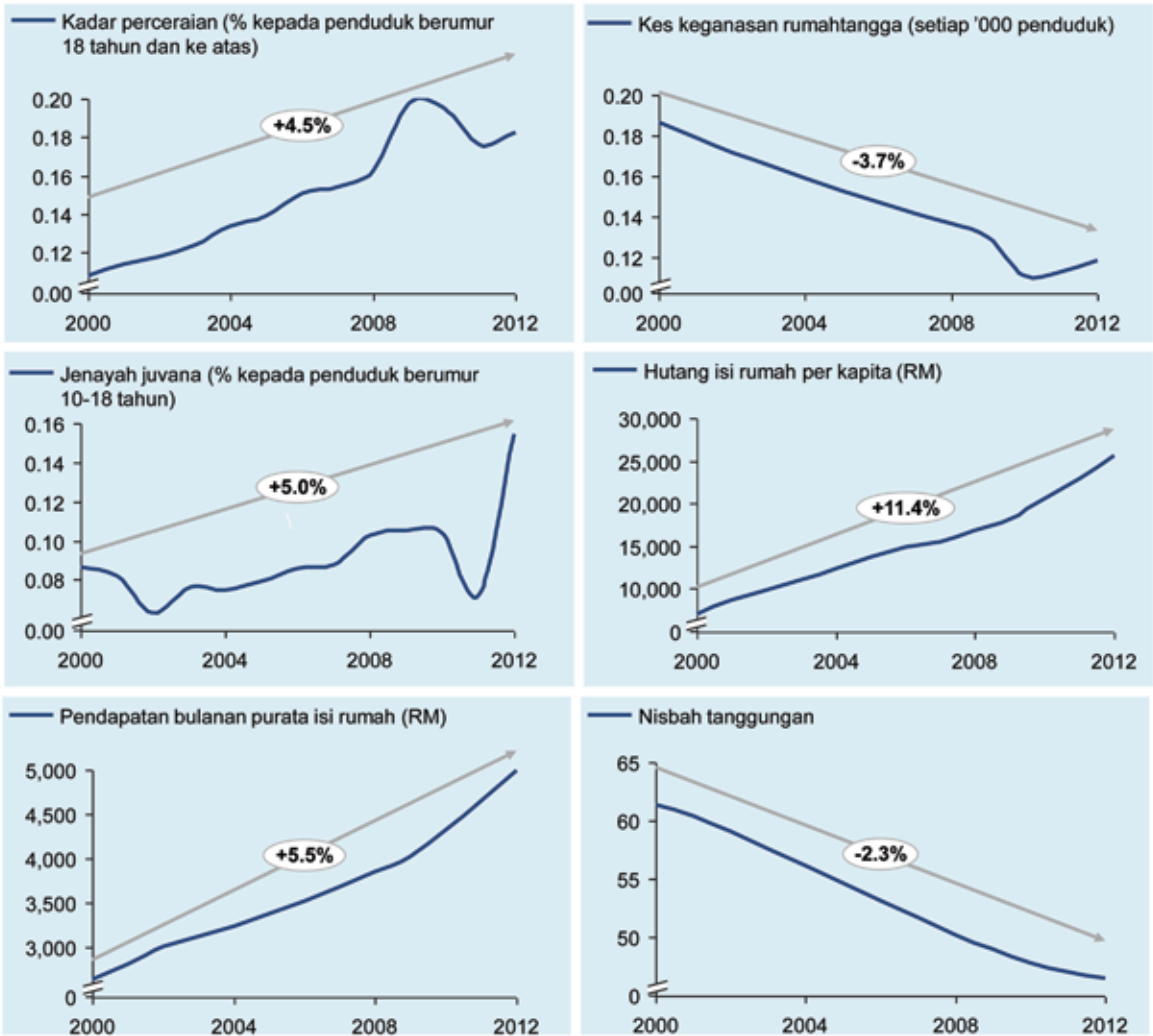 Kadar perceraian (% kepada penduduk berumur
18 tahun dan ke atas)
0.20
0.18
0.16
0.14
0.12
0.00
+4.5%
2000 2004 2008 2012
Kes keganasan rumahtangga (setiap '000 penduduk)
0.20
0.18
0.16
0.14
0.12
0.00
-3.7%
2000 2004 2008 2012
Jenayah juvana (% kepada penduduk berumur
10-18 tahun)
0.16
0.14
0.12
0.10
0.08
0.00
+5.0%
2000 2004 2008 2012
Hutang isi rumah per kapita (RM)
30,000
25,000
20,000
15,000
10,000
0
+11.4%
2000 2004 2008 2012
Pendapatan bulanan purata isi rumah (RM)
5,000
4,500
4,000
3,500
3,000
0
+5.5%
2000 2004 2008 2012
Nisbah tanggungan
65
60
55
50
0
-2.3%
2000 2004 2008 2012